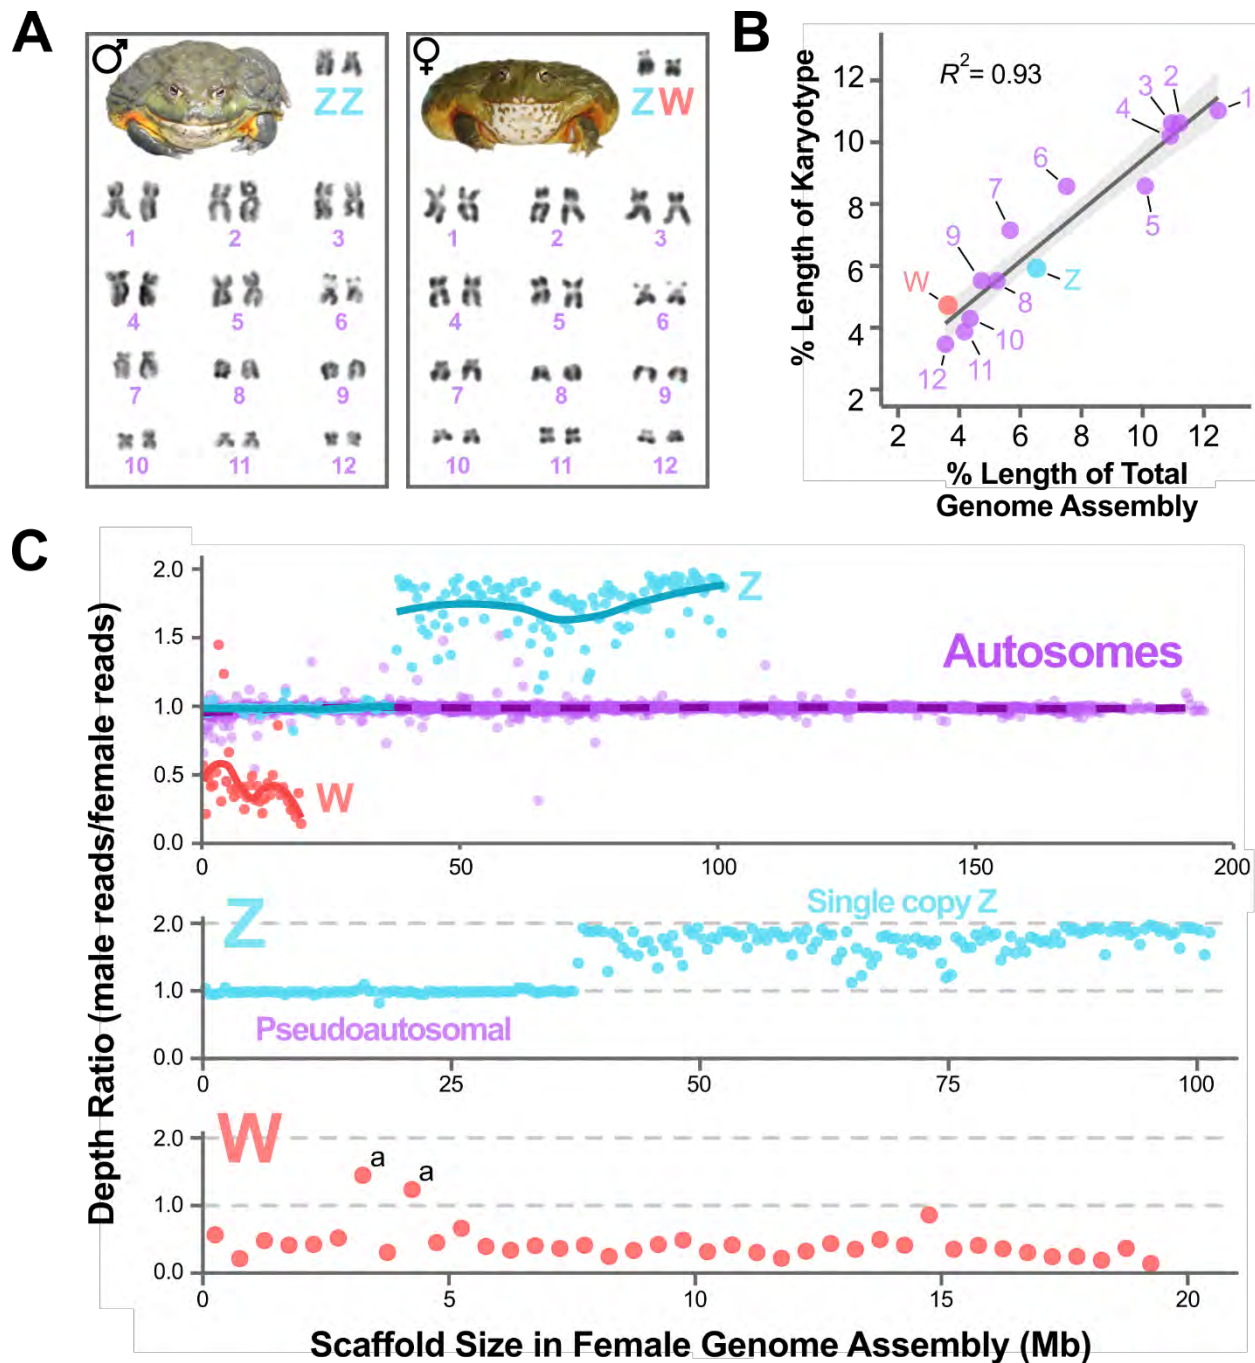 A
♂
ZZ
1 2 3
4 5 6
7 8 9
10 11 12
♀
ZW
1 2 3
4 5 6
7 8 9
10 11 12
B
R²= 0.93
% Length of Karyotype
12
10
8
6
4
2
1
2
3
4
5
6
7
Z
9
8
W
10
11
12
2 4 6 8 10 12
% Length of Total
Genome Assembly
C
Depth Ratio (male reads/female reads)
2.0
1.5
1.0
0.5
0.0
Z
Autosomes
W
0 50 100 150 200
Z
Single copy Z
2.0
1.0
0.0
Pseudoautosomal
0 25 50 75 100
W
2.0
1.0
0.0
a
a
0 5 10 15 20
Scaffold Size in Female Genome Assembly (Mb)